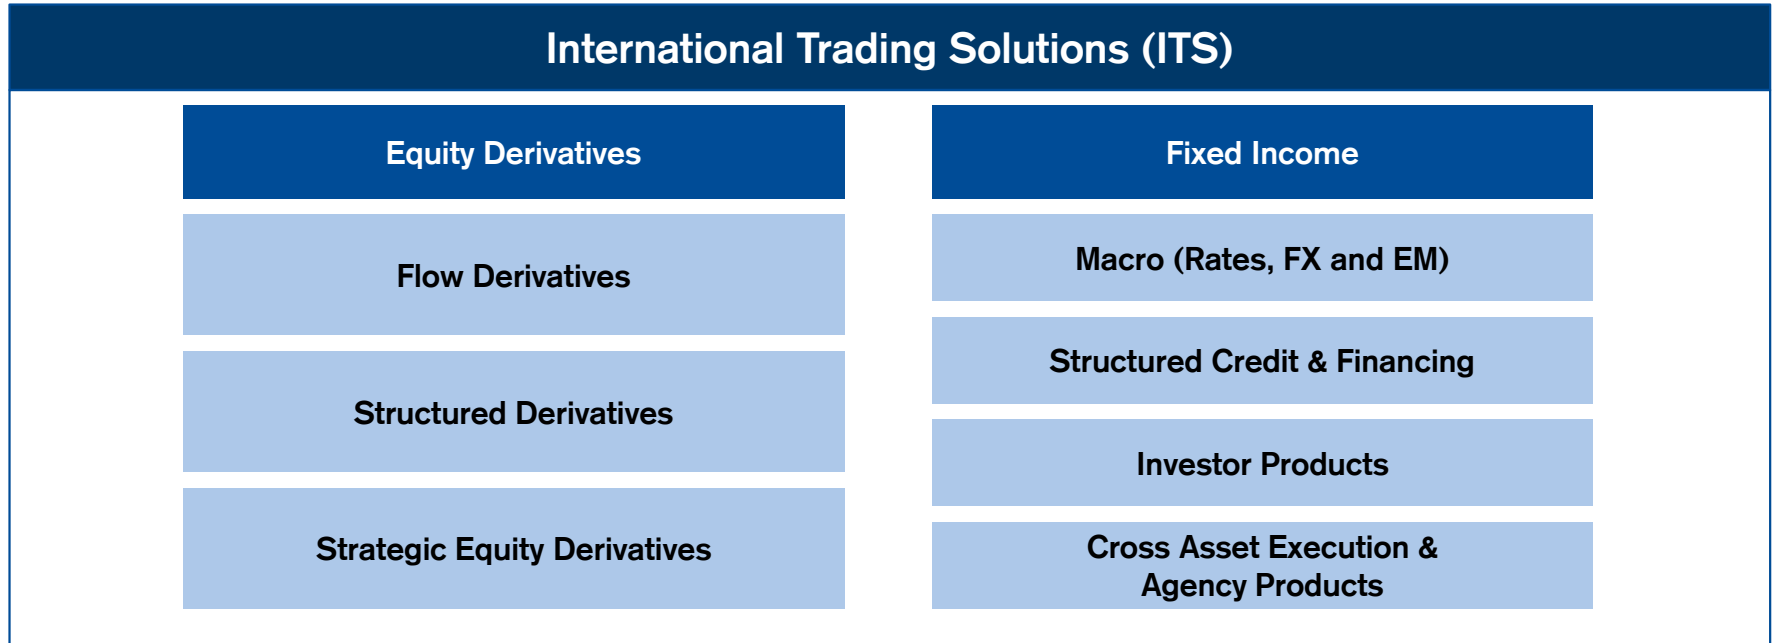 International Trading Solutions (ITS)
Equity Derivatives
Flow Derivatives
Structured Derivatives
Strategic Equity Derivatives
Fixed Income
Macro (Rates, FX and EM)
Structured Credit & Financing
Investor Products
Cross Asset Execution &
Agency Products